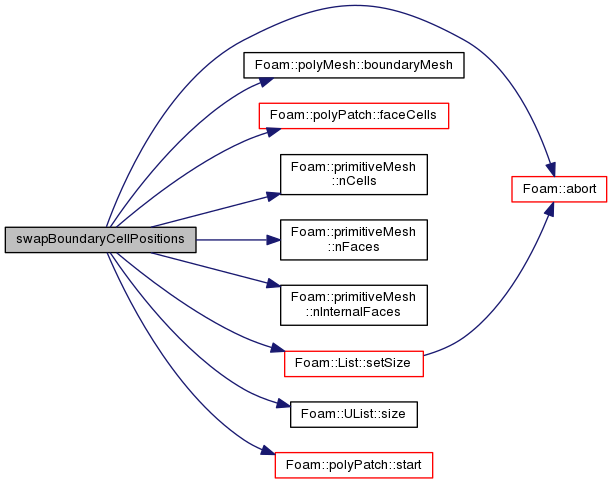 Foam::polyMesh::boundaryMesh
Foam::polyPatch::faceCells
Foam::primitiveMesh
::nCells
Foam::abort
swapBoundaryCellPositions
Foam::primitiveMesh
::nFaces
Foam::primitiveMesh
::nInternalFaces
Foam::List::setSize
Foam::UList::size
Foam::polyPatch::start